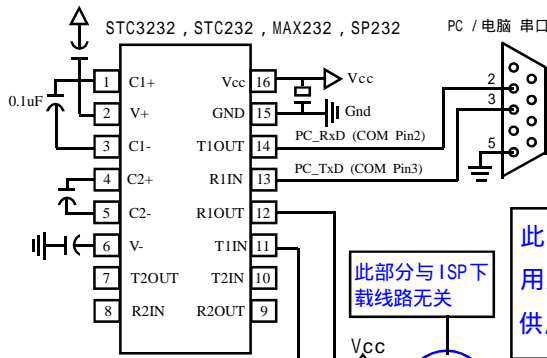 STC3232 , STC232 , MAX232 , SP232
PC / 电脑 串口
1 C1+ Vcc 16 Vcc
0.1uF
2 V+ GND 15 Gnd
PC_RxD (COM Pin2)
3 C1- T1OUT 14
PC_TxD (COM Pin3)
4 C2+ R1IN 13
5 C2- R1OUT 12
6 V- T1IN 11
7 T2OUT T2IN 10
8 R2IN R2OUT 9
2
3
5
此部分与ISP下
载线路无关
Vcc
此
用
供